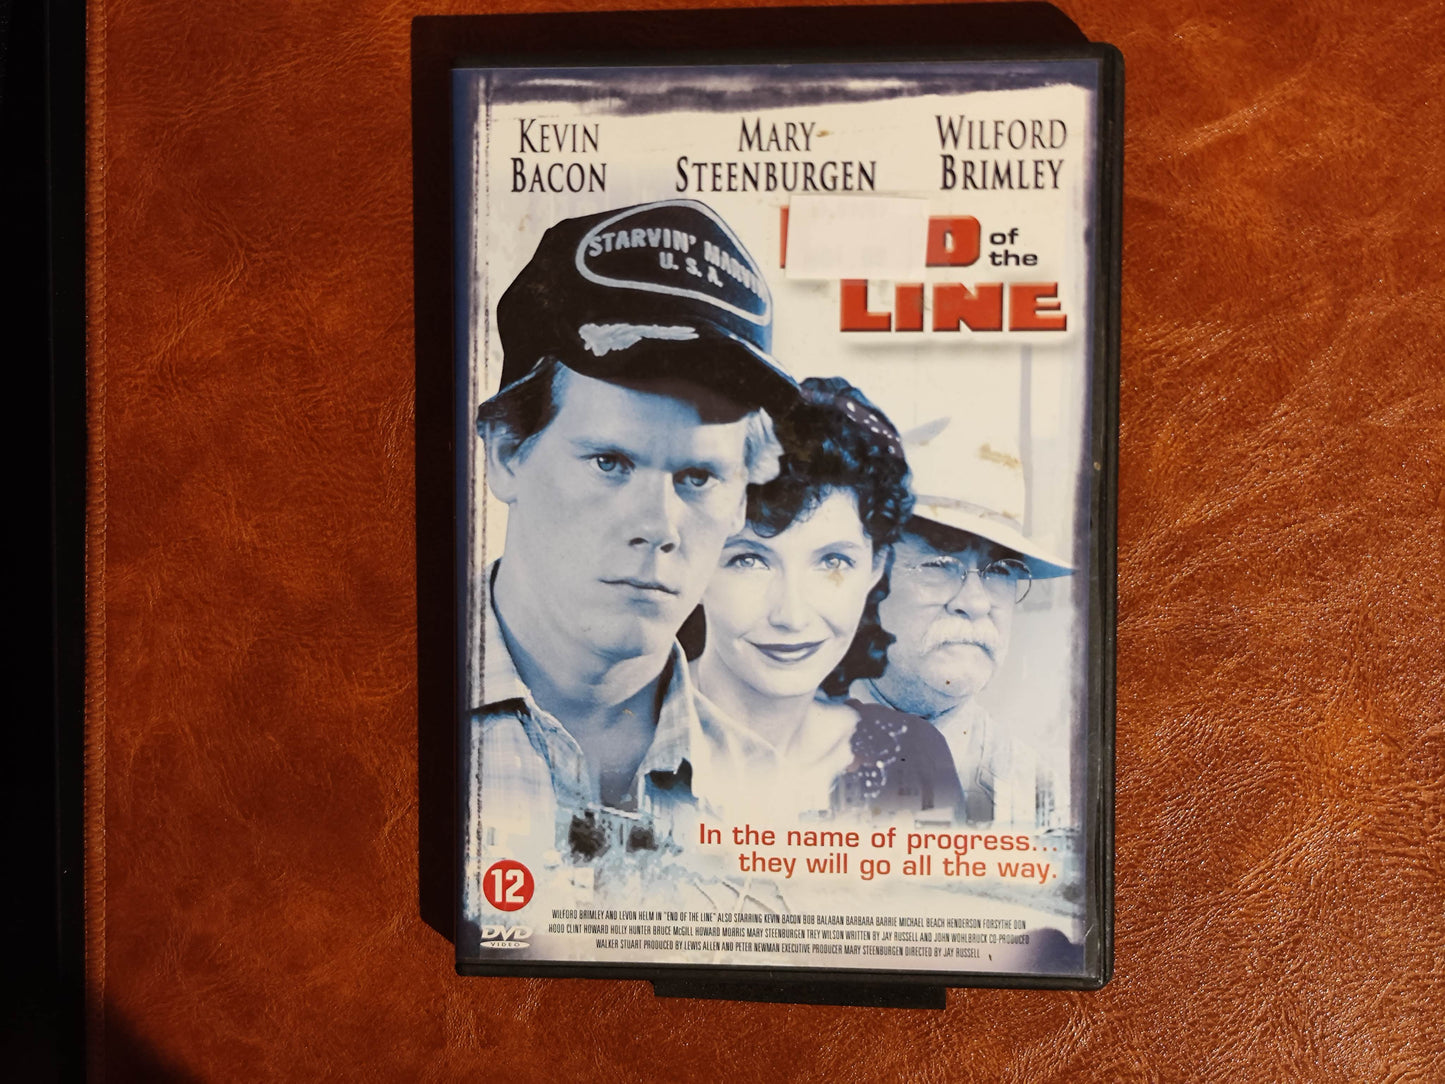 KEVIN BACON
MARY STEENBURGEN
WILFORD BRIMLEY
STARVIN' MARVIN
U.S.A.
D of the
LINE
In the name of progress...
they will go all the way.
12
DVD
VIDEO
WILFORD BRIMLEY AND LEVON HELM IN "END OF THE LINE" ALSO STARRING KEVIN BACON BOB BALABAN BARBARA BARRIE MICHAEL BEACH HENDERSON FORSYTHE DON
HOOD CLINT HOWARD HOLLY HUNTER BRUCE McGILL HOWARD MORRIS MARY STEENBURGEN TREY WILSON WRITTEN BY JAY RUSSELL AND JOHN WOHLBRUCK CO-PRODUCED
WALKER STUART PRODUCED BY LEWIS ALLEN AND PETER NEWMAN EXECUTIVE PRODUCER MARY STEENBURGEN DIRECTED BY JAY RUSSELL